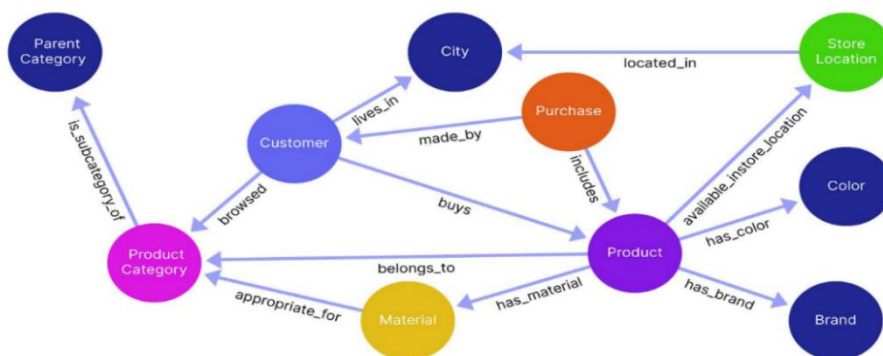 Parent
Category
City
Store
Location
located_in
Purchase
lives_in
Customer
made_by
is_subcategory_of
includes
available_instore_location
browsed
buys
Color
has_color
Product
Category
belongs_to
Product
appropriate_for
has_material
has_brand
Material
Brand